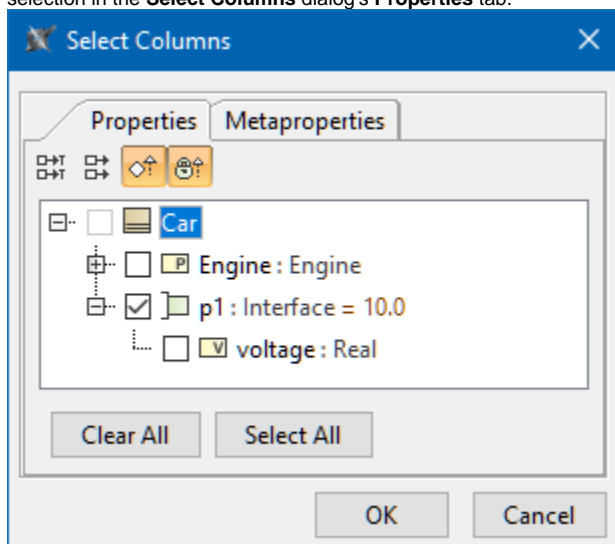 selection in the Select Columns dialog's Properties tab.
Select Columns
Properties Metaproperties
Car
P Engine : Engine
p1 : Interface = 10.0
V voltage : Real
Clear All Select All
OK Cancel